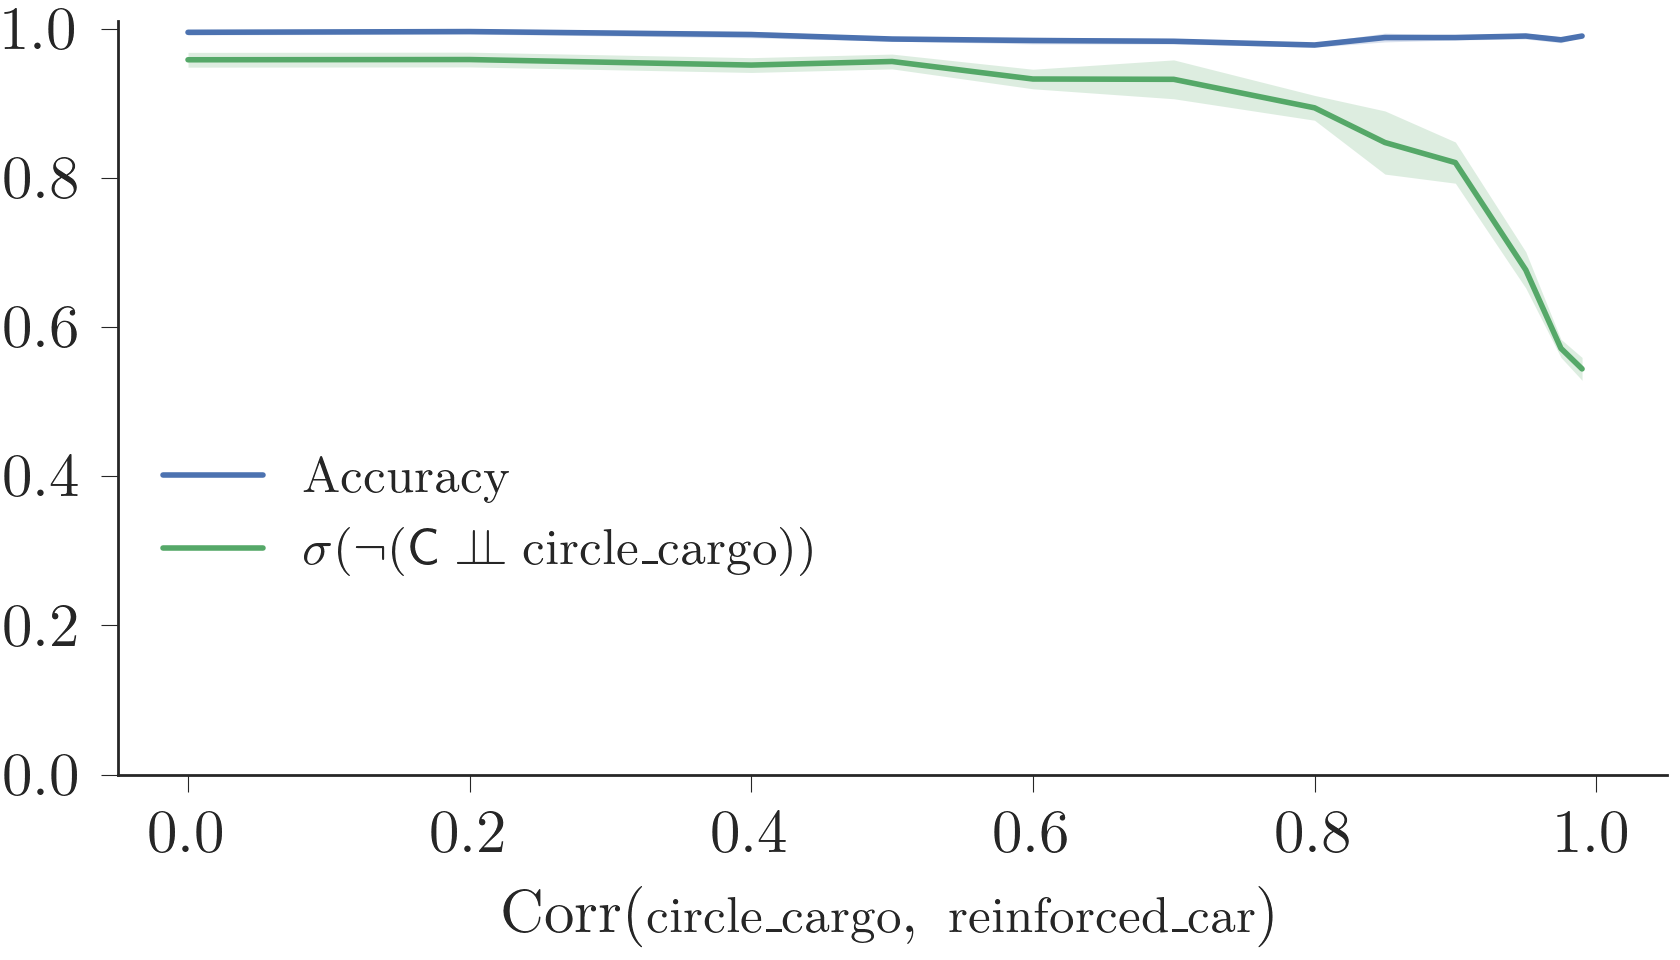 1.0
0.8
0.6
0.4
0.2
0.0
Accuracy
σ(¬(C ⫫ circle_cargo))
0.0 0.2 0.4 0.6 0.8 1.0
Corr(circle_cargo, reinforced_car)